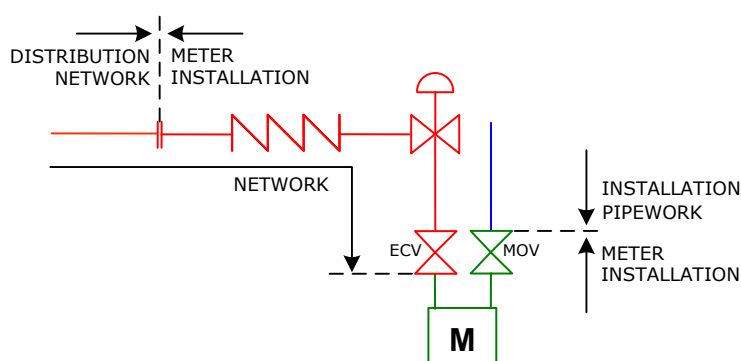 DISTRIBUTION
NETWORK
METER
INSTALLATION
NETWORK
ECV
MOV
INSTALLATION
PIPEWORK
METER
INSTALLATION
M